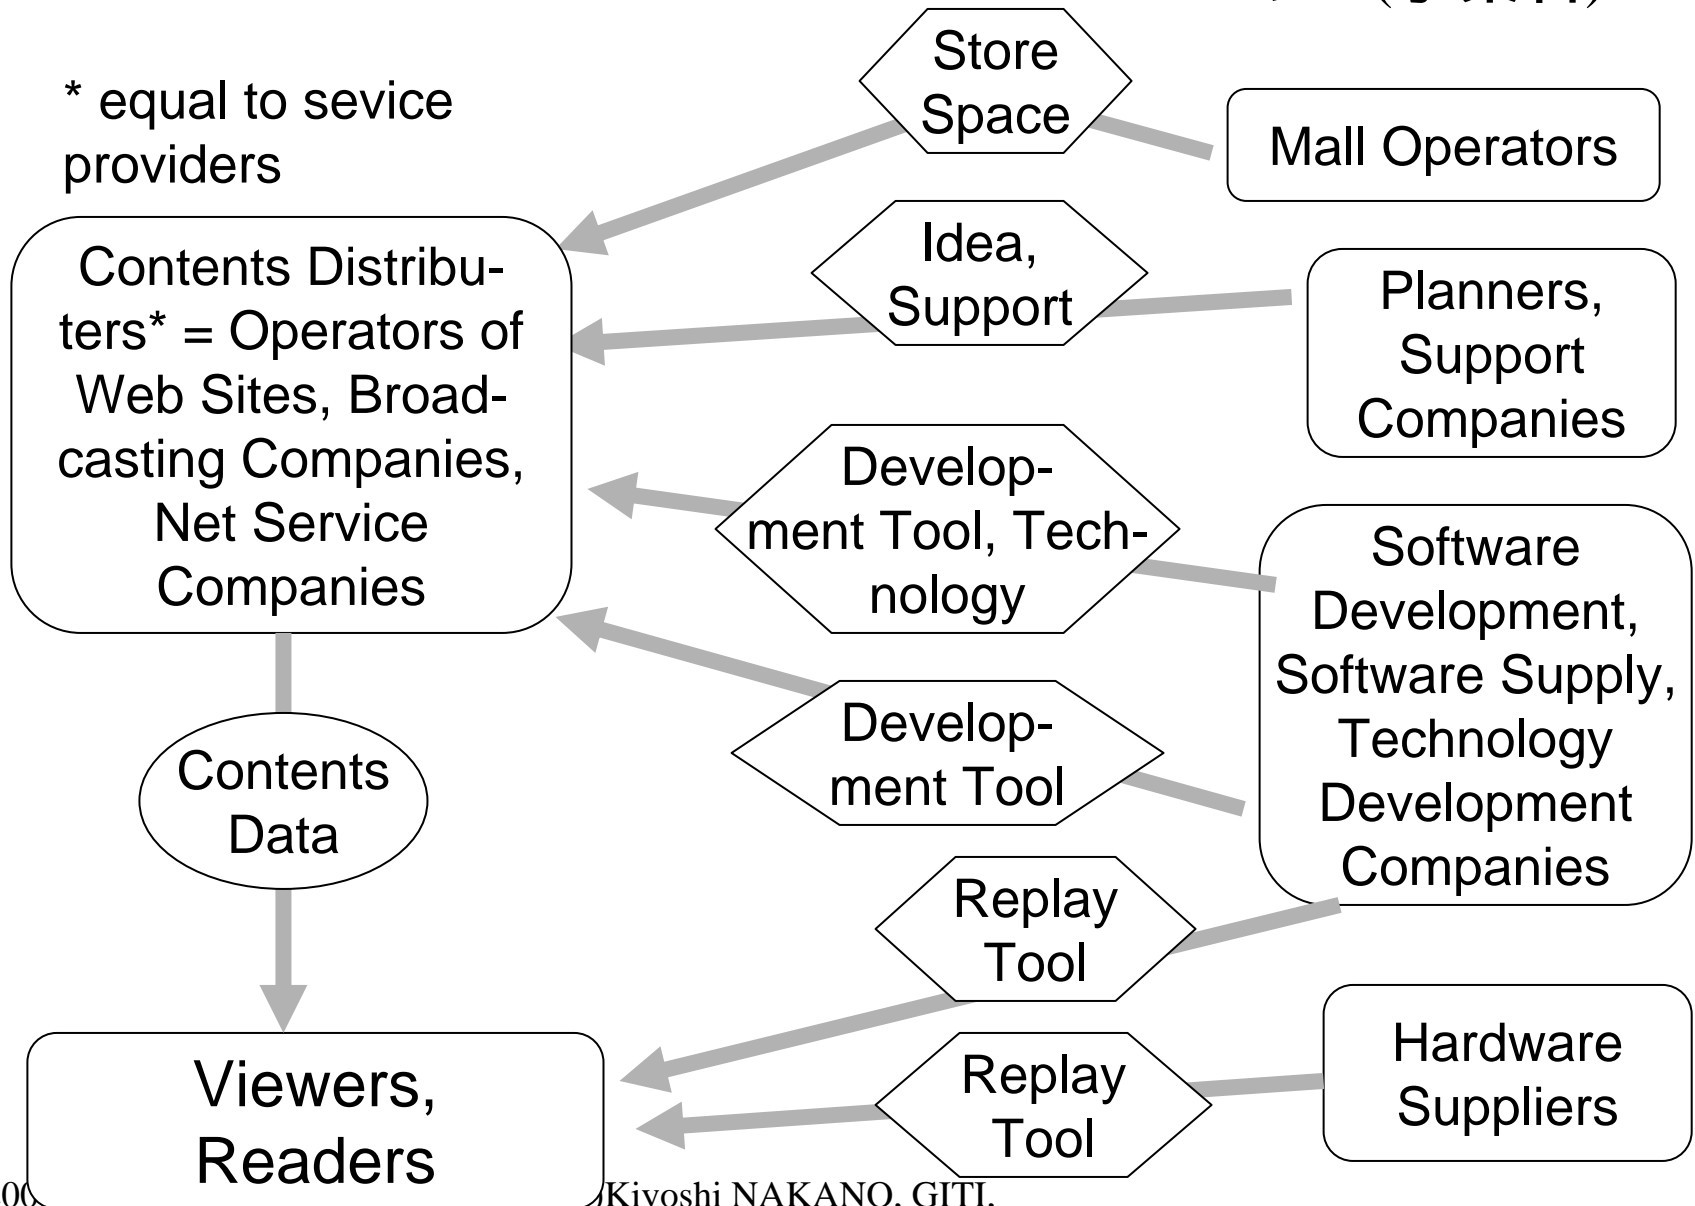 * equal to sevice
providers
Store
Space
Mall Operators
Idea,
Support
Planners,
Support
Companies
Contents Distribu-
ters* = Operators of
Web Sites, Broad-
casting Companies,
Net Service
Companies
Develop-
ment Tool, Tech-
nology
Software
Development,
Software Supply,
Technology
Development
Companies
Develop-
ment Tool
Contents
Data
Replay
Tool
Hardware
Suppliers
Replay
Tool
Viewers,
Readers
)Kiyoshi NAKANO, GITI,